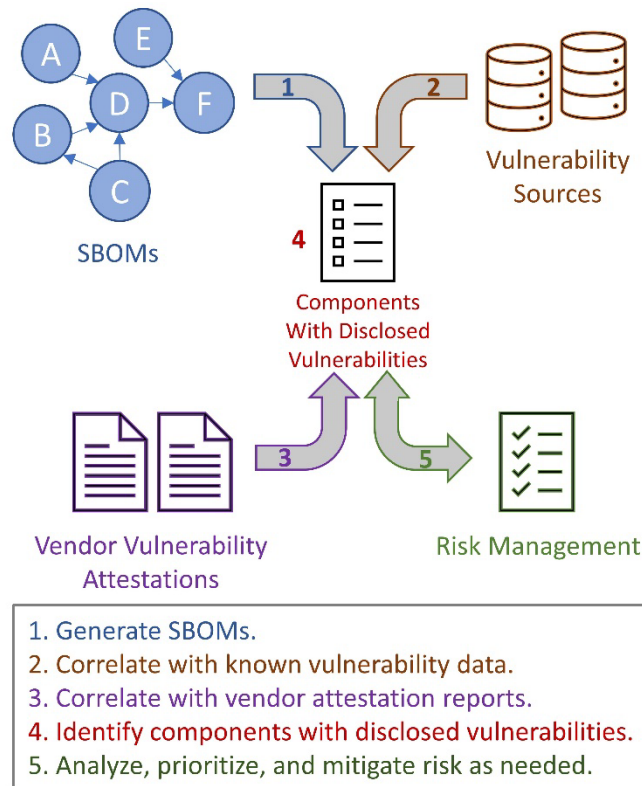 A
E
D
F
B
C
SBOMs
1
2
Vulnerability
Sources
4
Components
With Disclosed
Vulnerabilities
3
5
Vendor Vulnerability
Attestations
Risk Management
1. Generate SBOMs.
2. Correlate with known vulnerability data.
3. Correlate with vendor attestation reports.
4. Identify components with disclosed vulnerabilities.
5. Analyze, prioritize, and mitigate risk as needed.